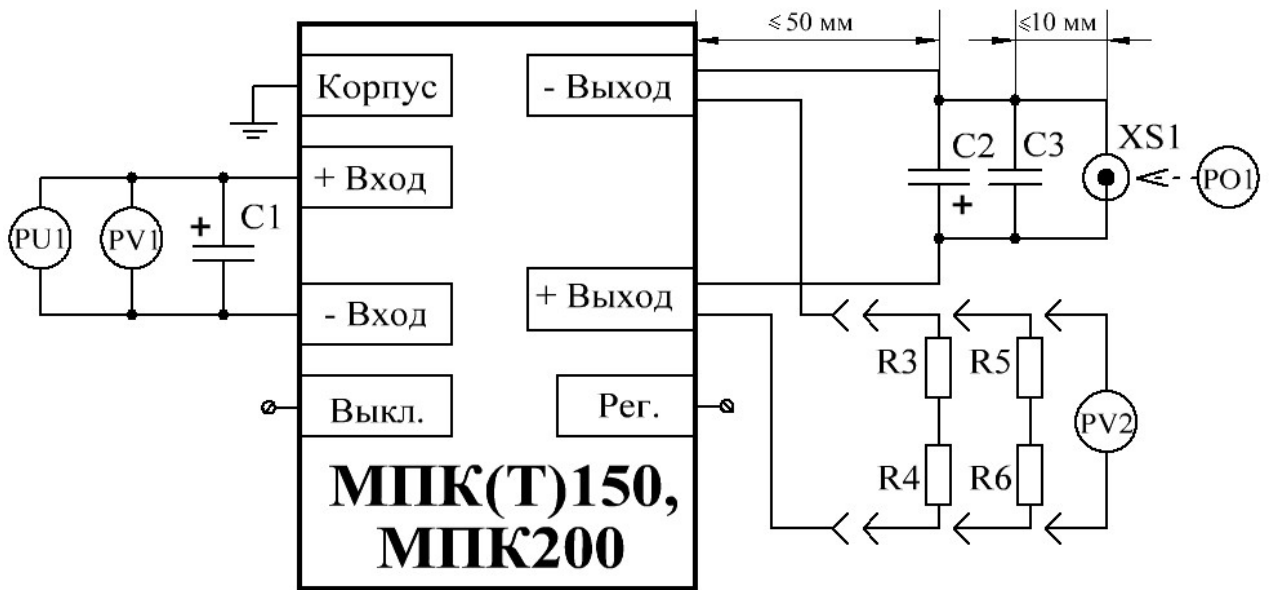 ≤ 50 мм
≤10 мм
Корпус
- Выход
+ Вход
C2
C3
XS1
PO1
PU1
PV1
+
C1
+
- Вход
+ Выход
R3
R5
Выкл.
Рег.
PV2
R4
R6
МПК(Т)150,
МПК200